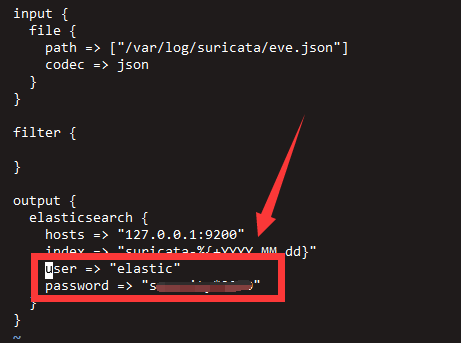 input {
file {
path => ["/var/log/suricata/eve.json"]
codec => json
}
}
filter {
}
output {
elasticsearch {
hosts => "127.0.0.1:9200"
index => "suricata-%{+YYYY.MM.dd}"
user => "elastic"
password =>
}
}
~